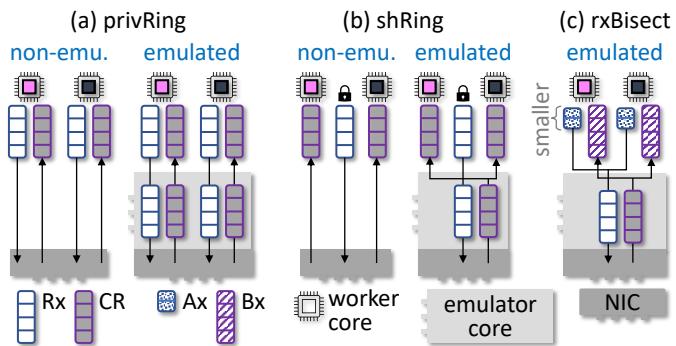 (a) privRing
(b) shRing
(c) rxBisect
non-emu.
emulated
non-emu.
emulated
emulated
smaller
Rx
CR
Ax
Bx
worker
core
emulator
core
NIC